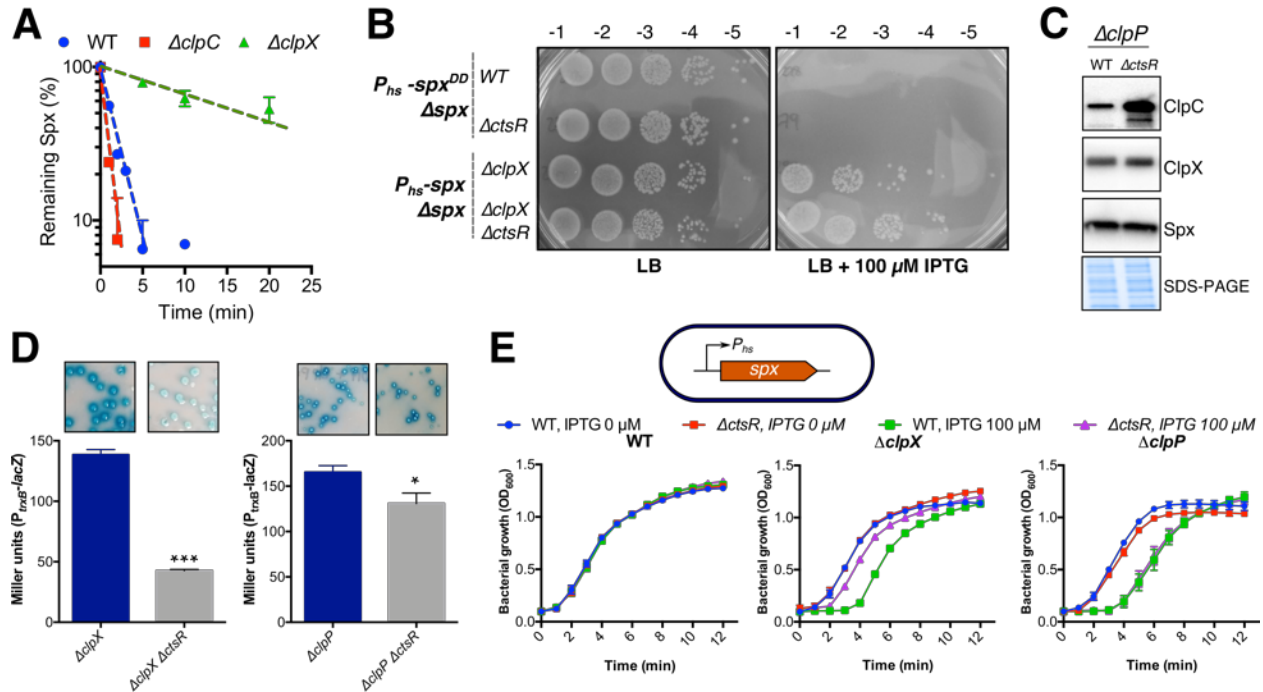 A
WT ΔclpC ΔclpX
Remaining Spx (%)
100
10
0 5 10 15 20 25
Time (min)
B
-1 -2 -3 -4 -5 -1 -2 -3 -4 -5
Phs -spxDD
Δspx
WT
ΔctsR
Phs-spx
Δspx
ΔclpX
ΔclpX
ΔctsR
LB
LB + 100 µM IPTG
C
ΔclpP
WT ΔctsR
ClpC
ClpX
Spx
SDS-PAGE
D
Miller units (PtrxB-lacZ)
150
100
50
0
***
ΔclpX
ΔclpX ΔctsR
Miller units (PtrxB-lacZ)
200
150
100
50
0
*
ΔclpP
ΔclpP ΔctsR
E
Phs
spx
WT, IPTG 0 µM ΔctsR, IPTG 0 µM WT, IPTG 100 µM ΔctsR, IPTG 100 µM
WT ΔclpX ΔclpP
Bacterial growth (OD600)
1.5
1.0
0.5
0.0
0 2 4 6 8 10 12
Time (min)
Bacterial growth (OD600)
1.5
1.0
0.5
0.0
0 2 4 6 8 10 12
Time (min)
Bacterial growth (OD600)
1.5
1.0
0.5
0.0
0 2 4 6 8 10 12
Time (min)